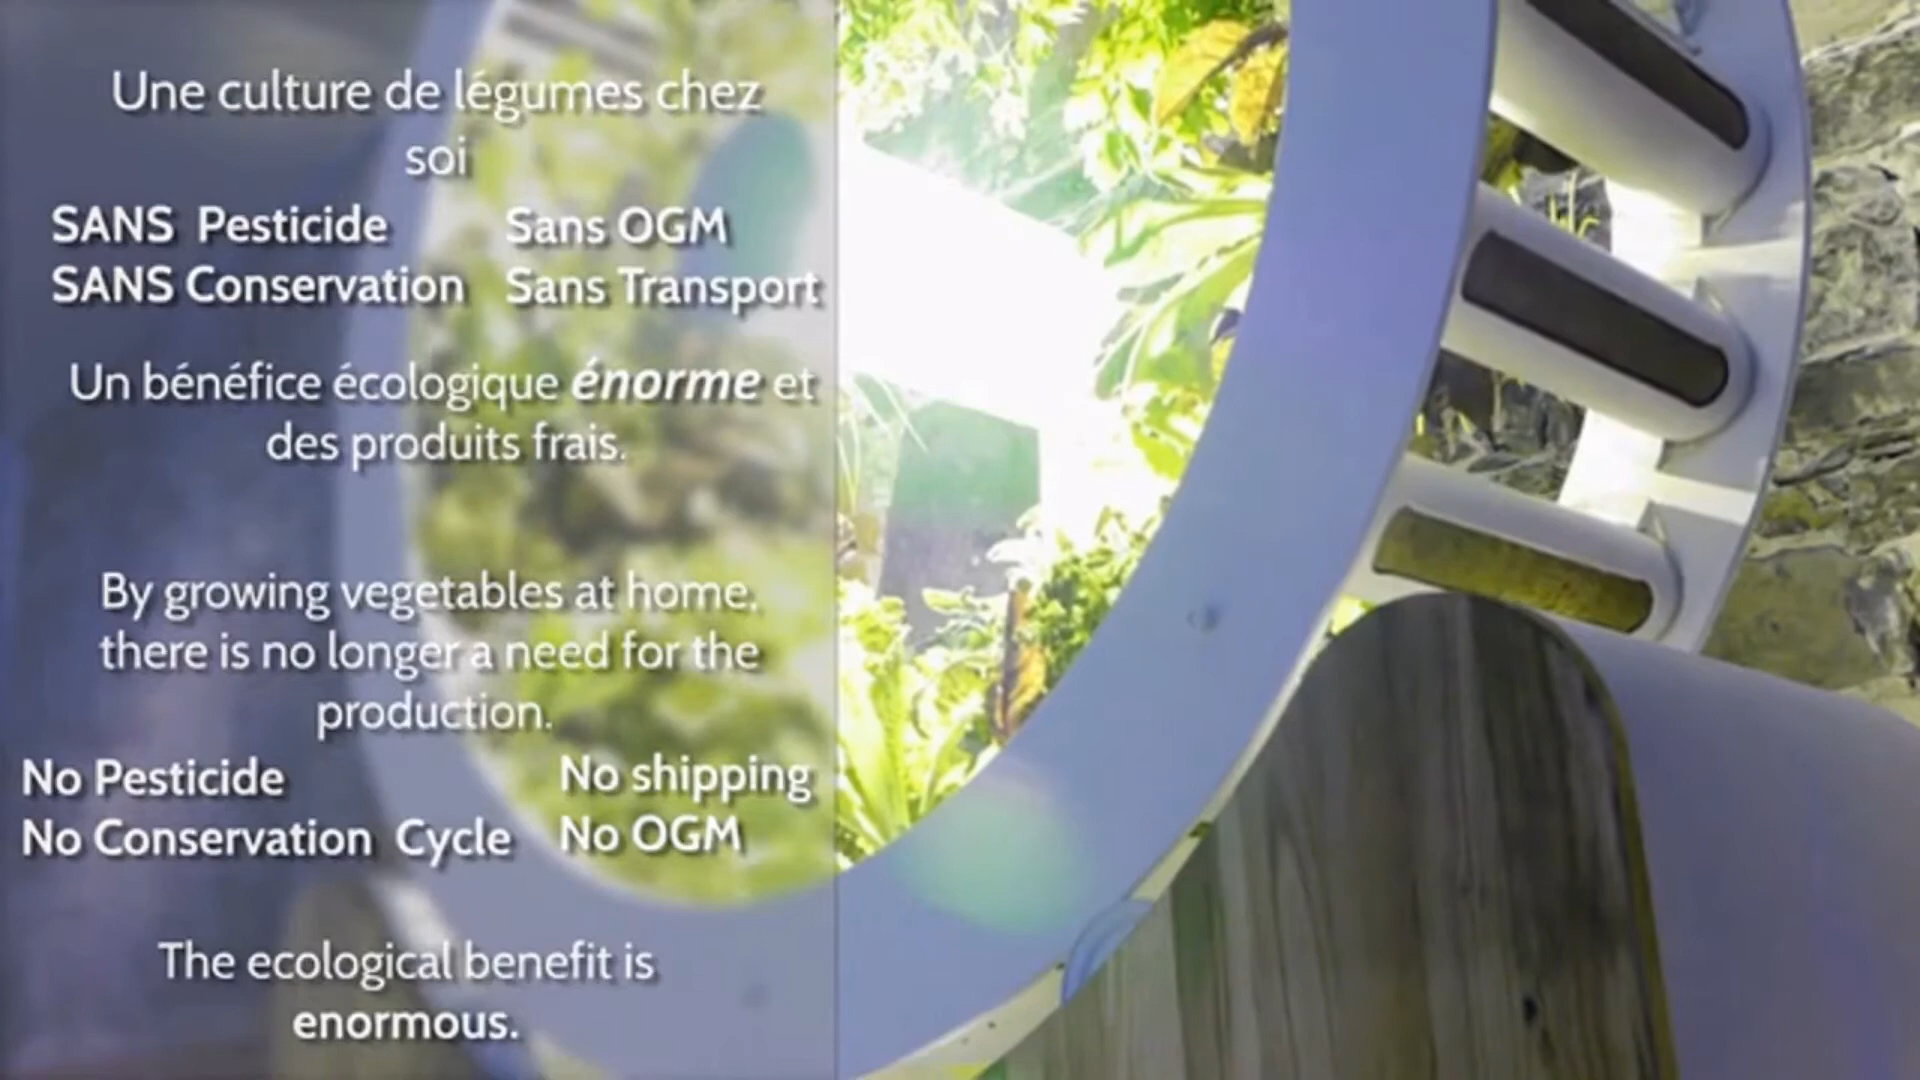 Une culture de légumes chez
soi
SANS Pesticide Sans OGM
SANS Conservation Sans Transport
Un bénéfice écologique énorme et
des produits frais.
By growing vegetables at home,
there is no longer a need for the
production.
No Pesticide No shipping
No Conservation Cycle No OGM
The ecological benefit is
enormous.